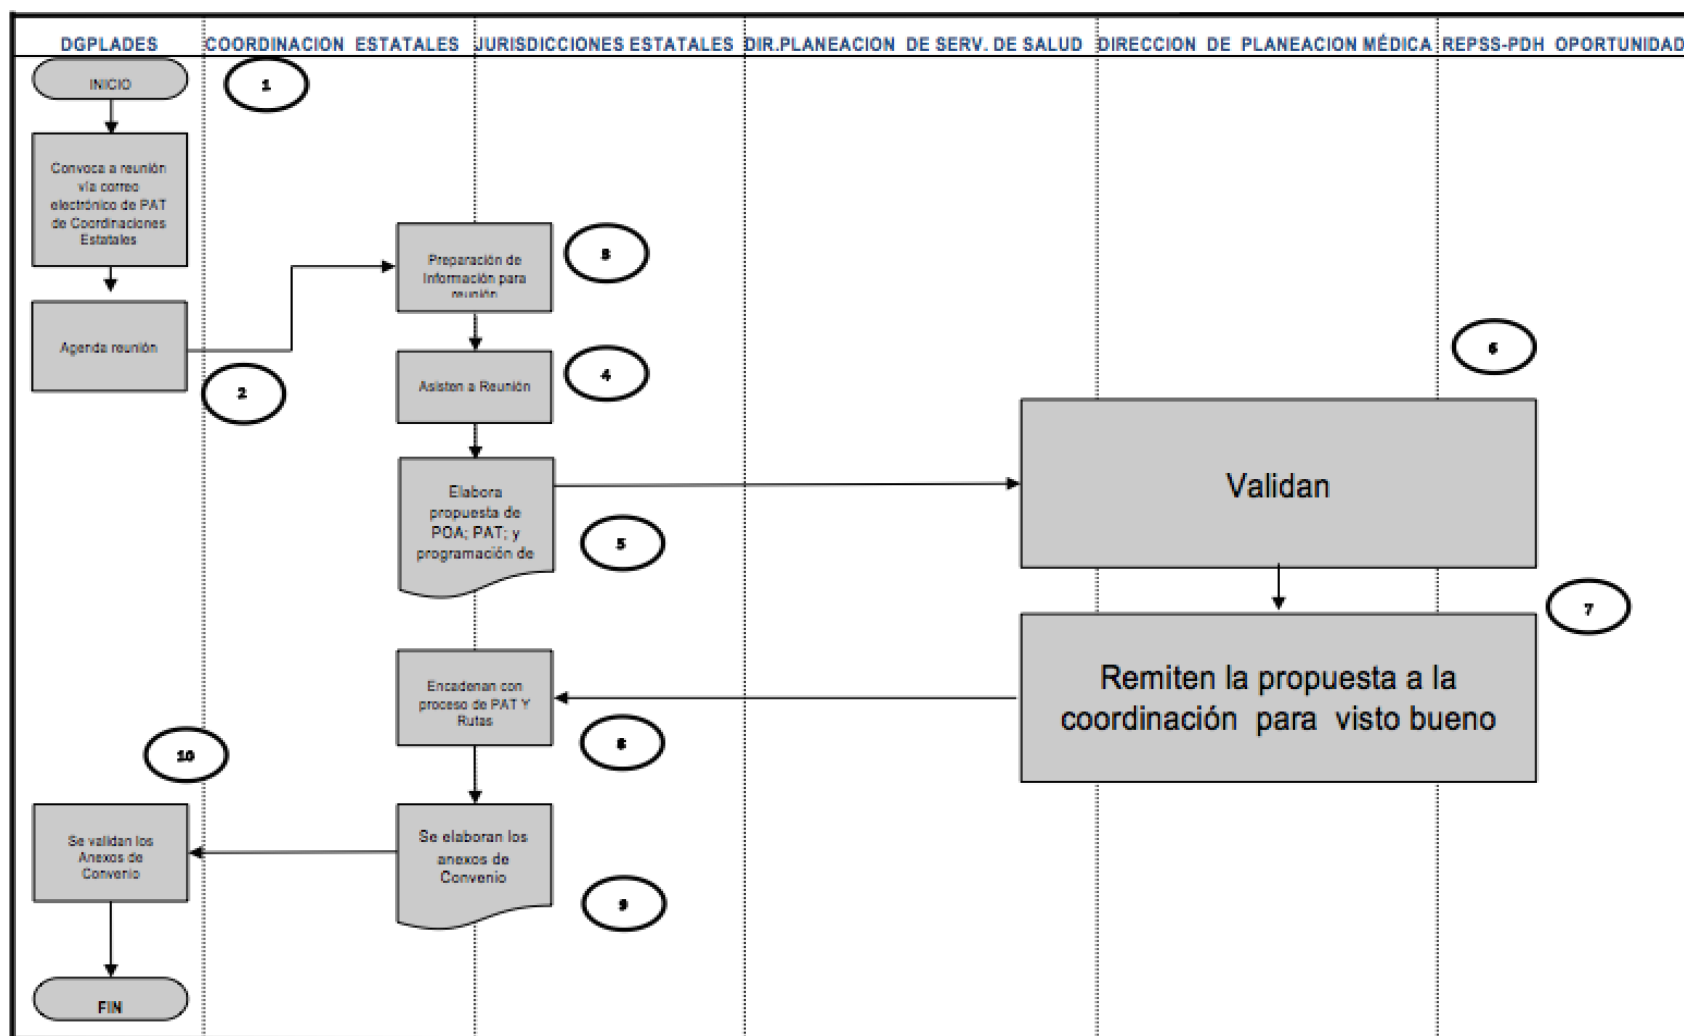 DGPLADES
COORDINACION ESTATALES
JURISDICCIONES ESTATALES
DIR.PLANEACION DE SERV. DE SALUD
DIRECCION DE PLANEACION MÉDICA
REPSS-PDH OPORTUNIDAD
INICIO
1
Convoca a reunión
vía correo
electrónico de PAT
de Coordinaciones
Estatales
Agenda reunión
2
Preparación de
Información para
reunión
3
Asisten a Reunión
4
Elabora
propuesta de
POA; PAT; y
programación de
5
6
Validan
7
Remiten la propuesta a la
coordinación para visto bueno
Encadenan con
proceso de PAT Y
Rutas
8
Se elaboran los
anexos de
Convenio
9
10
Se validan los
Anexos de
Convenio
FIN